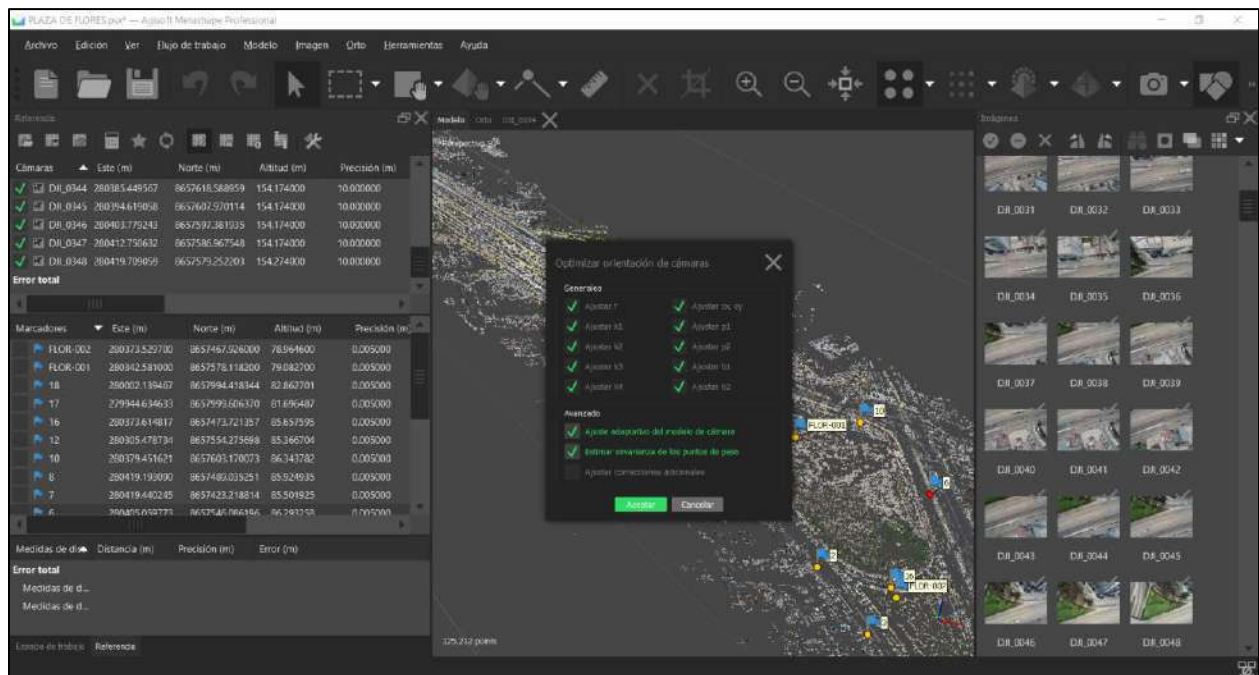 PLAZA DE FLORES.psx* — Agisoft Metashape Professional
Archivo Edición Ver Flujo de trabajo Modelo Imagen Orto Herramientas Ayuda
Referencia
Modelo Orto DJI_0034
Imágenes
Cámaras Este (m) Norte (m) Altitud (m) Precisión (m)
DJI_0344 280385.449567 8657618.588959 154.174000 10.000000
DJI_0345 280394.619058 8657607.970114 154.174000 10.000000
DJI_0346 280403.779243 8657597.381935 154.174000 10.000000
DJI_0347 280412.750632 8657586.967548 154.174000 10.000000
DJI_0348 280419.709059 8657579.252203 154.274000 10.000000
Error total
Marcadores Este (m) Norte (m) Altitud (m) Precisión (m)
FLOR-002 280373.529700 8657467.926000 78.964600 0.005000
FLOR-001 280342.581000 8657578.118200 79.082700 0.005000
18 280002.139467 8657994.418344 82.862701 0.005000
17 279944.634633 8657999.606370 81.696487 0.005000
16 280373.614817 8657473.721357 85.657595 0.005000
12 280305.478734 8657554.275698 85.366704 0.005000
10 280379.451621 8657603.170073 86.343782 0.005000
8 280419.193090 8657489.035251 85.924935 0.005000
7 280419.440245 8657423.218814 85.501925 0.005000
6 280405.059773 8657546.086196 86.293258 0.005000
Medidas de dis Distancia (m) Precisión (m) Error (m)
Error total
Medidas de d...
Medidas de d...
Espacio de trabajo Referencia
Perspectiva
Optimizar orientación de cámaras
Generales
Ajustar f Ajustar cx, cy
Ajustar k1 Ajustar p1
Ajustar k2 Ajustar p2
Ajustar k3 Ajustar b1
Ajustar k4 Ajustar b2
Avanzado
Ajuste adaptativo del modelo de cámara
Estimar covarianza de los puntos de paso
Ajustar correcciones adicionales
Aceptar Cancelar
10
FLOR-001
6
2
16
FLOR-002
125,212 points
DJI_0031 DJI_0032 DJI_0033
DJI_0034 DJI_0035 DJI_0036
DJI_0037 DJI_0038 DJI_0039
DJI_0040 DJI_0041 DJI_0042
DJI_0043 DJI_0044 DJI_0045
DJI_0046 DJI_0047 DJI_0048